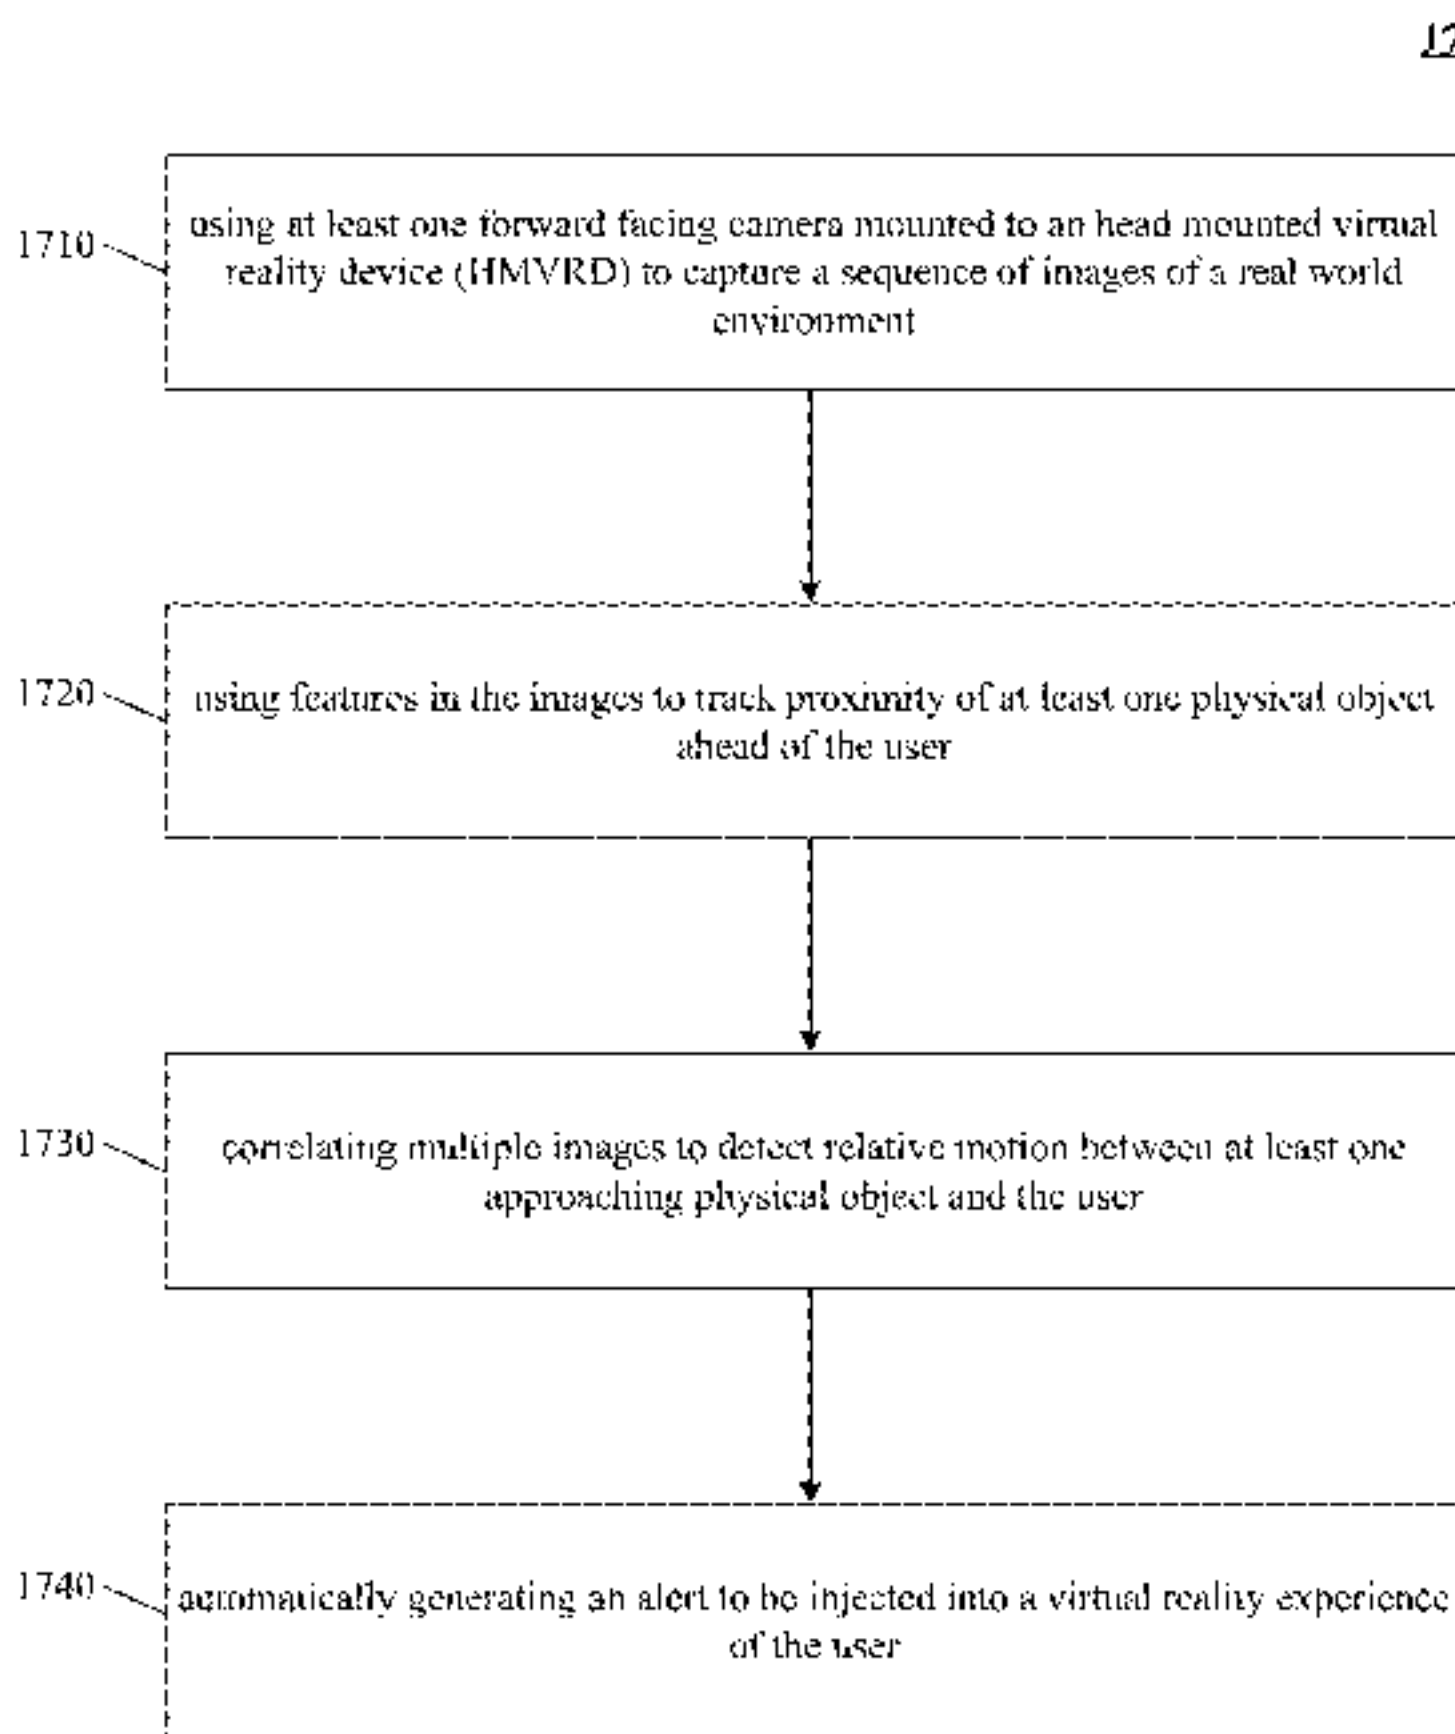 17
1710
using at least one forward facing camera mounted to an head mounted virtual
reality device (HMVRD) to capture a sequence of images of a real world
environment
1720
using features in the images to track proximity of at least one physical object
ahead of the user
1730
correlating multiple images to detect relative motion between at least one
approaching physical object and the user
1740
automatically generating an alert to be injected into a virtual reality experience
of the user